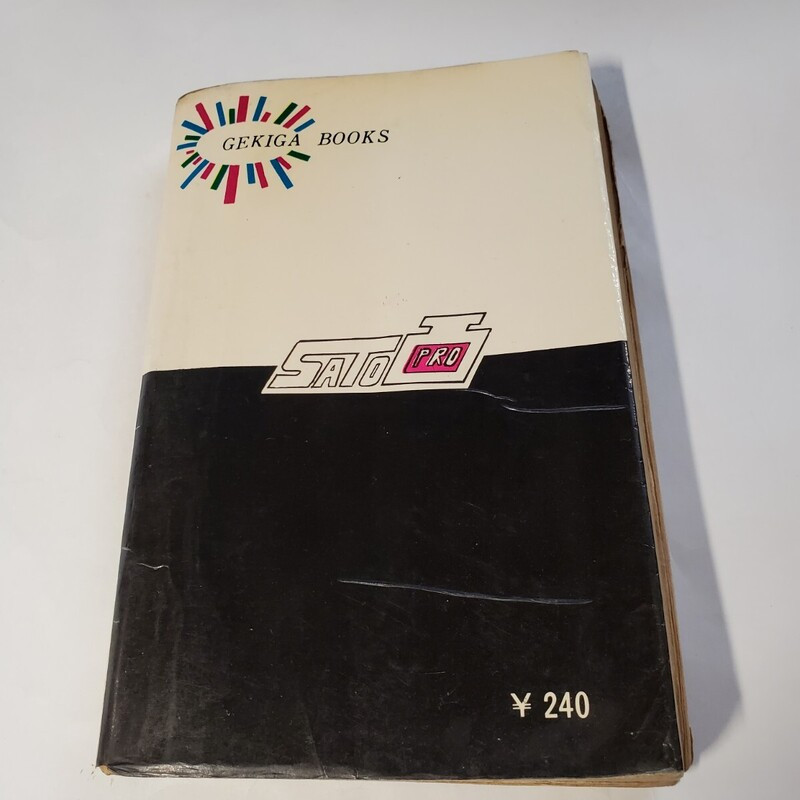 GEKIGA BOOKS
SATO PRO
¥ 240